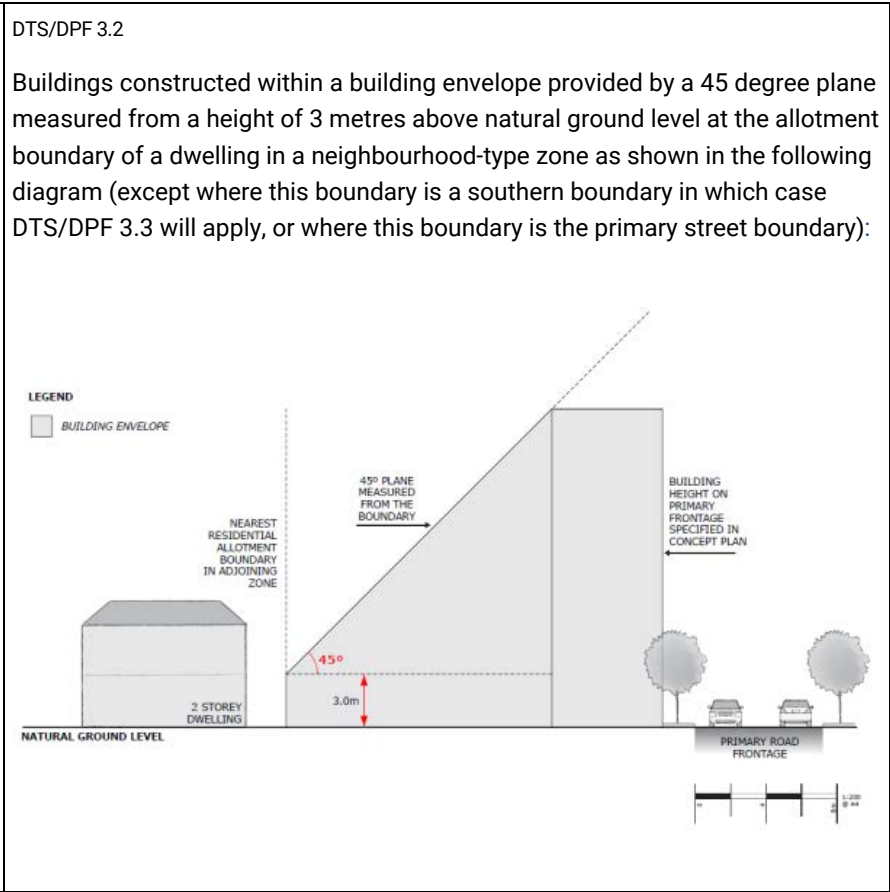 DTS/DPF 3.2
Buildings constructed within a building envelope provided by a 45 degree plane
measured from a height of 3 metres above natural ground level at the allotment
boundary of a dwelling in a neighbourhood-type zone as shown in the following
diagram (except where this boundary is a southern boundary in which case
DTS/DPF 3.3 will apply, or where this boundary is the primary street boundary):
LEGEND
BUILDING ENVELOPE
45º PLANE
MEASURED
FROM THE
BOUNDARY
BUILDING
HEIGHT ON
PRIMARY
FRONTAGE
SPECIFIED IN
CONCEPT PLAN
NEAREST
RESIDENTIAL
ALLOTMENT
BOUNDARY
IN ADJOINING
ZONE
45º
3.0m
2 STOREY
DWELLING
NATURAL GROUND LEVEL
PRIMARY ROAD
FRONTAGE
1:200
@ A4